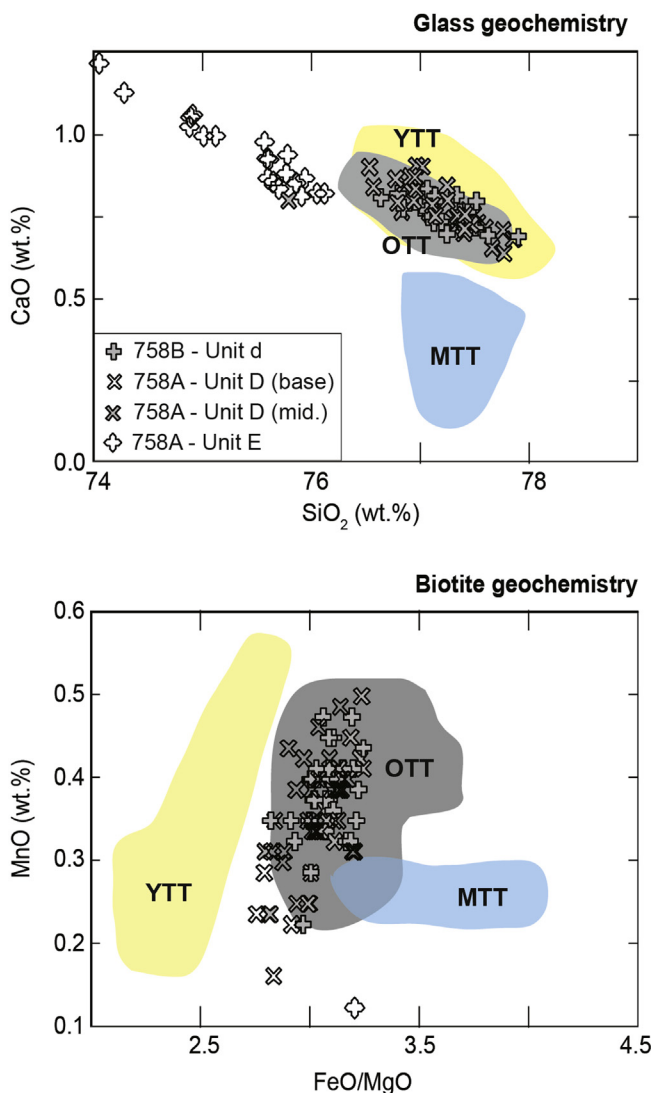 Glass geochemistry
1.0
0.5
0.0
CaO (wt.%)
YTT
OTT
MTT
758B - Unit d
758A - Unit D (base)
758A - Unit D (mid.)
758A - Unit E
74
76
78
SiO₂ (wt.%)
Biotite geochemistry
0.6
0.5
0.4
0.3
0.2
0.1
MnO (wt.%)
OTT
YTT
MTT
2.5
3.5
4.5
FeO/MgO